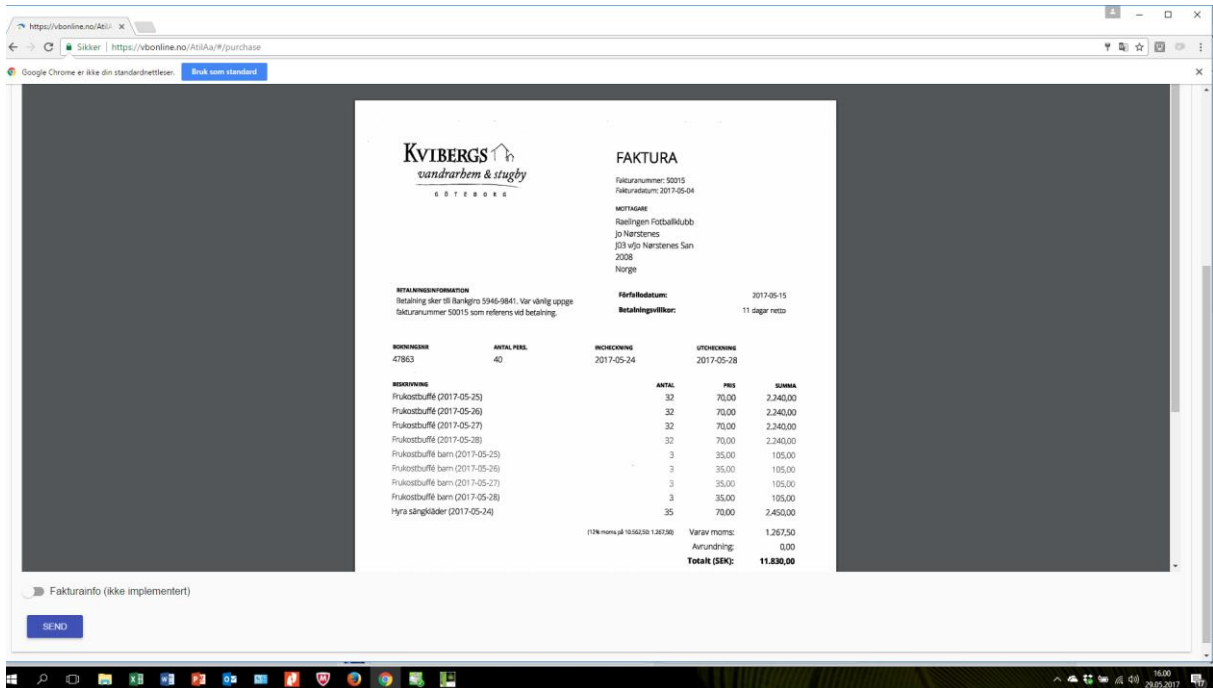 https://vbonline.no/AtilA
Sikker | https://vbonline.no/AtilAa/#/purchase
Google Chrome er ikke din standardnettleser. Bruk som standard
KVIBERGS
vandrarhem & stugby
GÖTEBORG
FAKTURA
Fakturanummer: 50015
Fakturadatum: 2017-05-04
MOTTAGARE
Raelingen Fotballklubb
Jo Nørstenes
J03 v/Jo Nørstenes San
2008
Norge
BETALNINGSINFORMATION
Betalning sker till Bankgiro 5946-9841. Var vänlig uppge
fakturanummer 50015 som referens vid betalning.
Förfallodatum: 2017-05-15
Betalningsvillkor: 11 dagar netto
BOKNINGSNR ANTAL PERS. INCHECKNING UTCHECKNING
47863 40 2017-05-24 2017-05-28
BESKRIVNING ANTAL PRIS SUMMA
Frukostbuffé (2017-05-25) 32 70,00 2.240,00
Frukostbuffé (2017-05-26) 32 70,00 2.240,00
Frukostbuffé (2017-05-27) 32 70,00 2.240,00
Frukostbuffé (2017-05-28) 32 70,00 2.240,00
Frukostbuffé barn (2017-05-25) 3 35,00 105,00
Frukostbuffé barn (2017-05-26) 3 35,00 105,00
Frukostbuffé barn (2017-05-27) 3 35,00 105,00
Frukostbuffé barn (2017-05-28) 3 35,00 105,00
Hyra sängkläder (2017-05-24) 35 70,00 2.450,00
(12% moms på 10.562,50: 1.267,50) Varav moms: 1.267,50
Avrundning: 0,00
Totalt (SEK): 11.830,00
Fakturainfo (ikke implementert)
SEND
16.00
29.05.2017